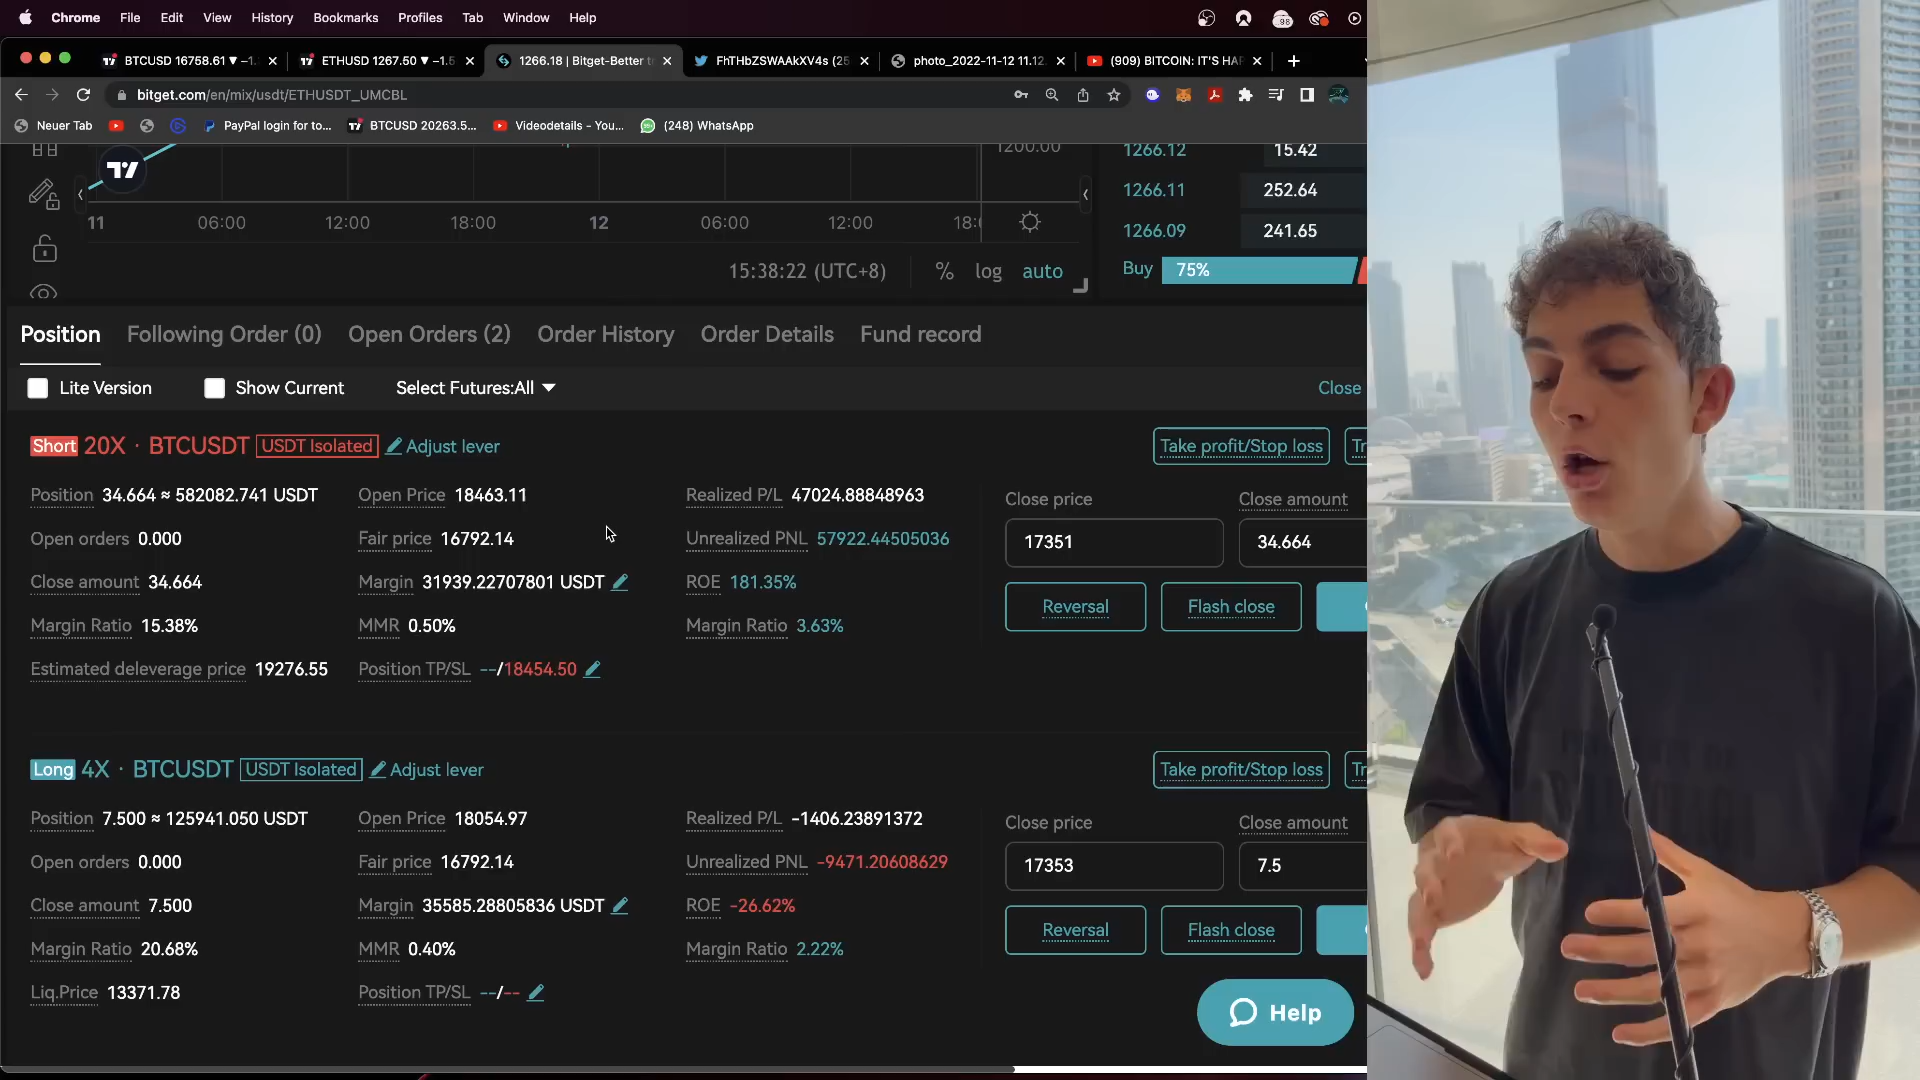 Chrome File Edit View History Bookmarks Profiles Tab Window Help
BTCUSD 16758.61 ▼ −1. ETHUSD 1267.50 ▼ −1.5 1266.18 | Bitget-Better t FhTHbZSWAAkXV4s (25 photo_2022-11-12 11.12. (909) BITCOIN: IT'S HA
bitget.com/en/mix/usdt/ETHUSDT_UMCBL
Neuer Tab PayPal login for to... BTCUSD 20263.5... Videodetails – You... (248) WhatsApp
1200.00 1266.12 15.42
1266.11 252.64
11 06:00 12:00 18:00 12 06:00 12:00 18:0 1266.09 241.65
15:38:22 (UTC+8) % log auto Buy 75%
Position Following Order (0) Open Orders (2) Order History Order Details Fund record
Lite Version Show Current Select Futures:All Close
Short 20X · BTCUSDT USDT Isolated Adjust lever Take profit/Stop loss Tr
Position 34.664 ≈ 582082.741 USDT Open Price 18463.11 Realized P/L 47024.88848963 Close price Close amount
Open orders 0.000 Fair price 16792.14 Unrealized PNL 57922.44505036 17351 34.664
Close amount 34.664 Margin 31939.22707801 USDT ROE 181.35%
Margin Ratio 15.38% MMR 0.50% Margin Ratio 3.63% Reversal Flash close
Estimated deleverage price 19276.55 Position TP/SL --/18454.50
Long 4X · BTCUSDT USDT Isolated Adjust lever Take profit/Stop loss Tr
Position 7.500 ≈ 125941.050 USDT Open Price 18054.97 Realized P/L -1406.23891372 Close price Close amount
Open orders 0.000 Fair price 16792.14 Unrealized PNL -9471.20608629 17353 7.5
Close amount 7.500 Margin 35585.28805836 USDT ROE -26.62%
Margin Ratio 20.68% MMR 0.40% Margin Ratio 2.22% Reversal Flash close
Liq.Price 13371.78 Position TP/SL --/--
Help